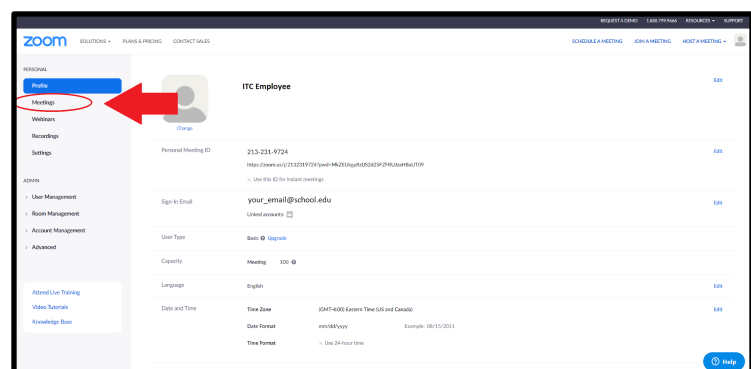 REQUEST A DEMO 1.888.799.9666 RESOURCES SUPPORT
zoom SOLUTIONS PLANS & PRICING CONTACT SALES SCHEDULE A MEETING JOIN A MEETING HOST A MEETING
PERSONAL
Profile
Meetings
Webinars
Recordings
Settings
ADMIN
User Management
Room Management
Account Management
Advanced
Attend Live Training
Video Tutorials
Knowledge Base
Change
ITC Employee Edit
Personal Meeting ID 213-231-9724 Edit
Use this ID for instant meetings
Sign-In Email your_email@school.edu Edit
Linked accounts:
User Type Basic Upgrade
Capacity Meeting 100
Language English Edit
Date and Time Time Zone (GMT-4:00) Eastern Time (US and Canada) Edit
Date Format mm/dd/yyyy Example: 08/15/2011
Time Format Use 24-hour time
Help